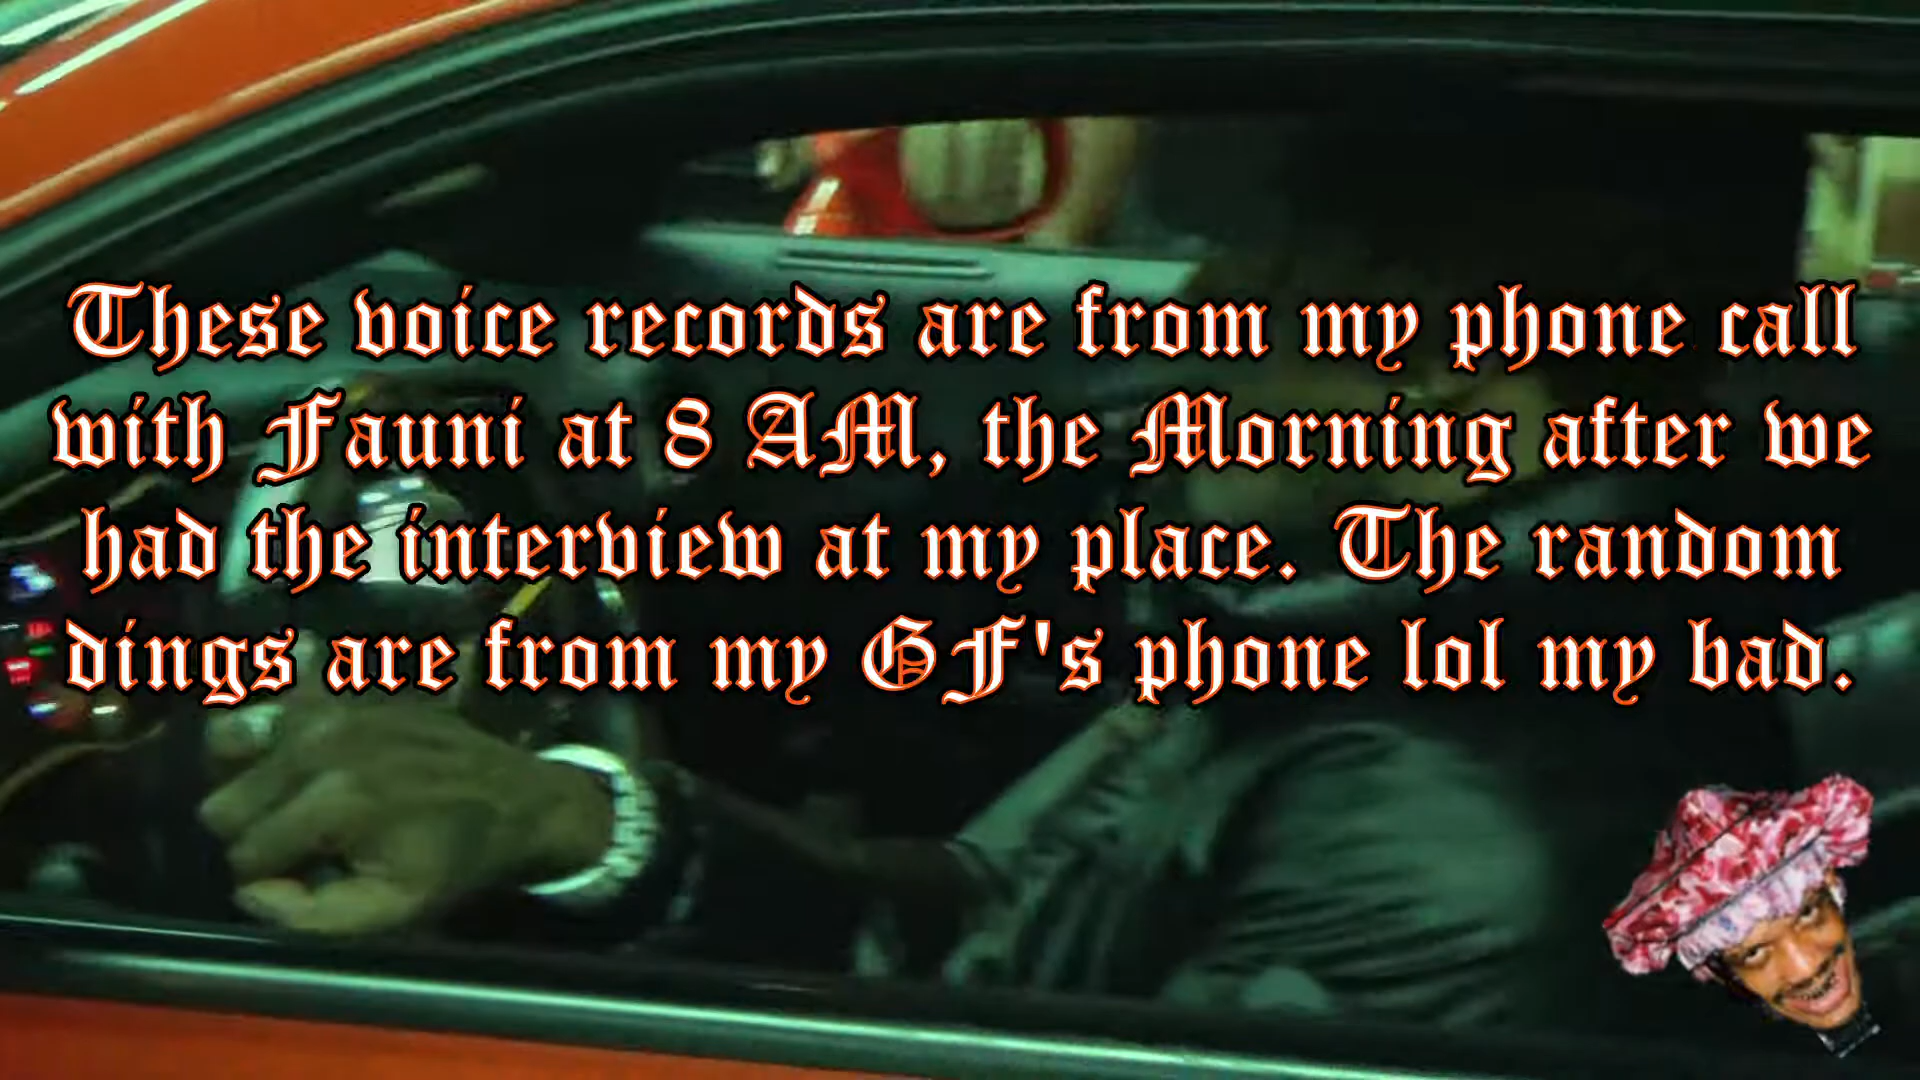 These voice records are from my phone call
with Fauni at 8 AM, the Morning after we
had the interview at my place. The random
dings are from my GF's phone lol my bad.